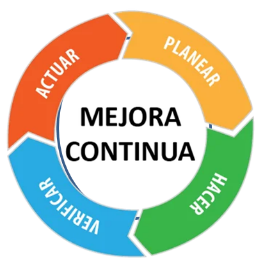 ACTUAR
PLANEAR
MEJORA
CONTINUA
VERIFICAR
HACER